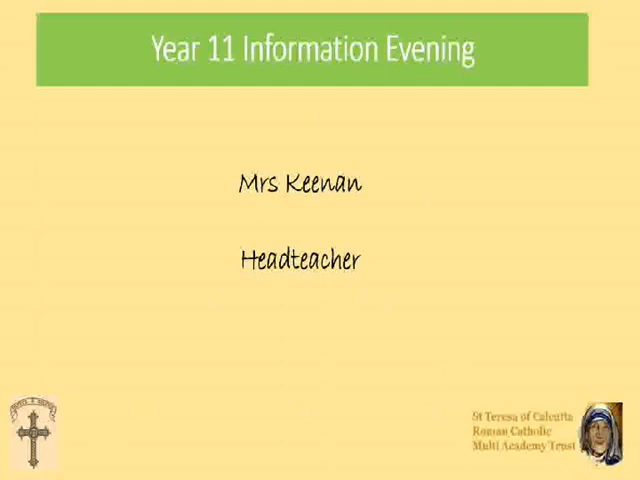 Year 11 Information Evening
Mrs Keenan
Headteacher
St Teresa of Calcutta
Roman Catholic
Multi Academy Trust